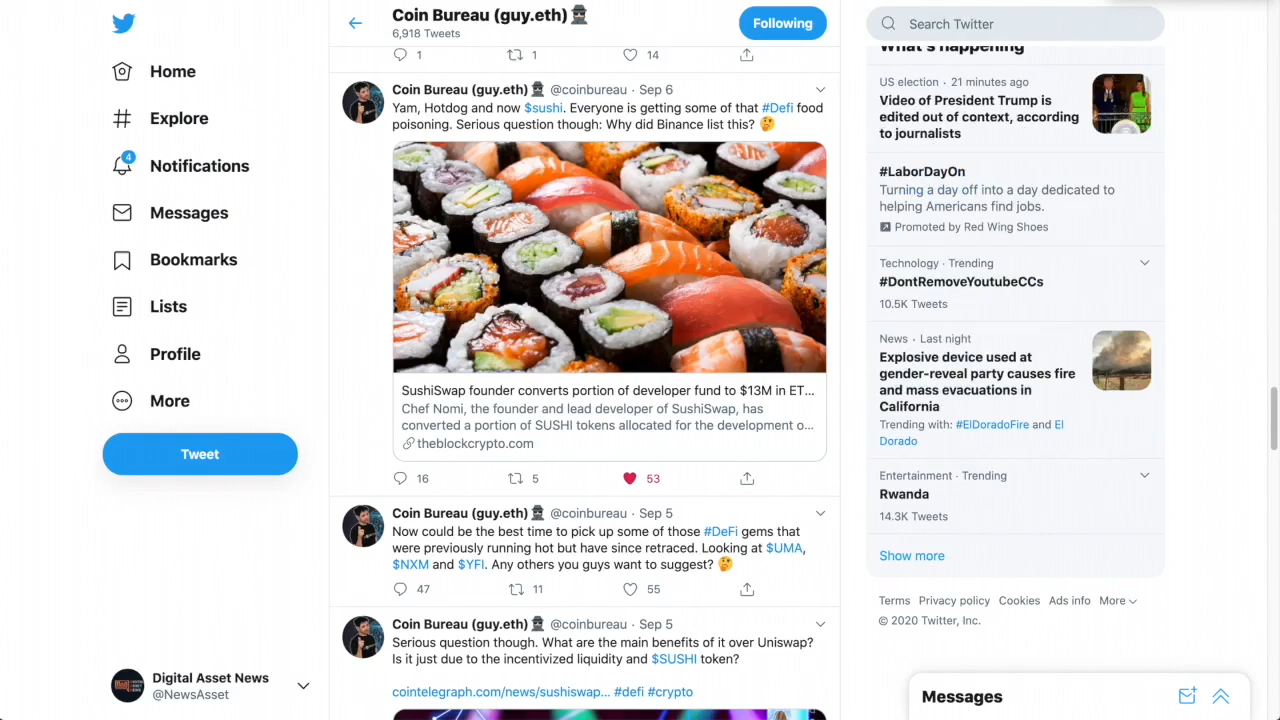 Home
Explore
4
Notifications
Messages
Bookmarks
Lists
Profile
More
Tweet
Digital Asset News
@NewsAsset
Coin Bureau (guy.eth)
6,918 Tweets
Following
1 1 14
Coin Bureau (guy.eth) @coinbureau · Sep 6
Yam, Hotdog and now $sushi. Everyone is getting some of that #Defi food
poisoning. Serious question though: Why did Binance list this? 🤔
SushiSwap founder converts portion of developer fund to $13M in ET...
Chef Nomi, the founder and lead developer of SushiSwap, has
converted a portion of SUSHI tokens allocated for the development o...
theblockcrypto.com
16 5 53
Coin Bureau (guy.eth) @coinbureau · Sep 5
Now could be the best time to pick up some of those #DeFi gems that
were previously running hot but have since retraced. Looking at $UMA,
$NXM and $YFI. Any others you guys want to suggest? 🤔
47 11 55
Coin Bureau (guy.eth) @coinbureau · Sep 5
Serious question though. What are the main benefits of it over Uniswap?
Is it just due to the incentivized liquidity and $SUSHI token?
cointelegraph.com/news/sushiswap... #defi #crypto
Search Twitter
What's happening
US election · 21 minutes ago
Video of President Trump is
edited out of context, according
to journalists
#LaborDayOn
Turning a day off into a day dedicated to
helping Americans find jobs.
Promoted by Red Wing Shoes
Technology · Trending
#DontRemoveYoutubeCCs
10.5K Tweets
News · Last night
Explosive device used at
gender-reveal party causes fire
and mass evacuations in
California
Trending with: #ElDoradoFire and El
Dorado
Entertainment · Trending
Rwanda
14.3K Tweets
Show more
Terms Privacy policy Cookies Ads info More
© 2020 Twitter, Inc.
Messages